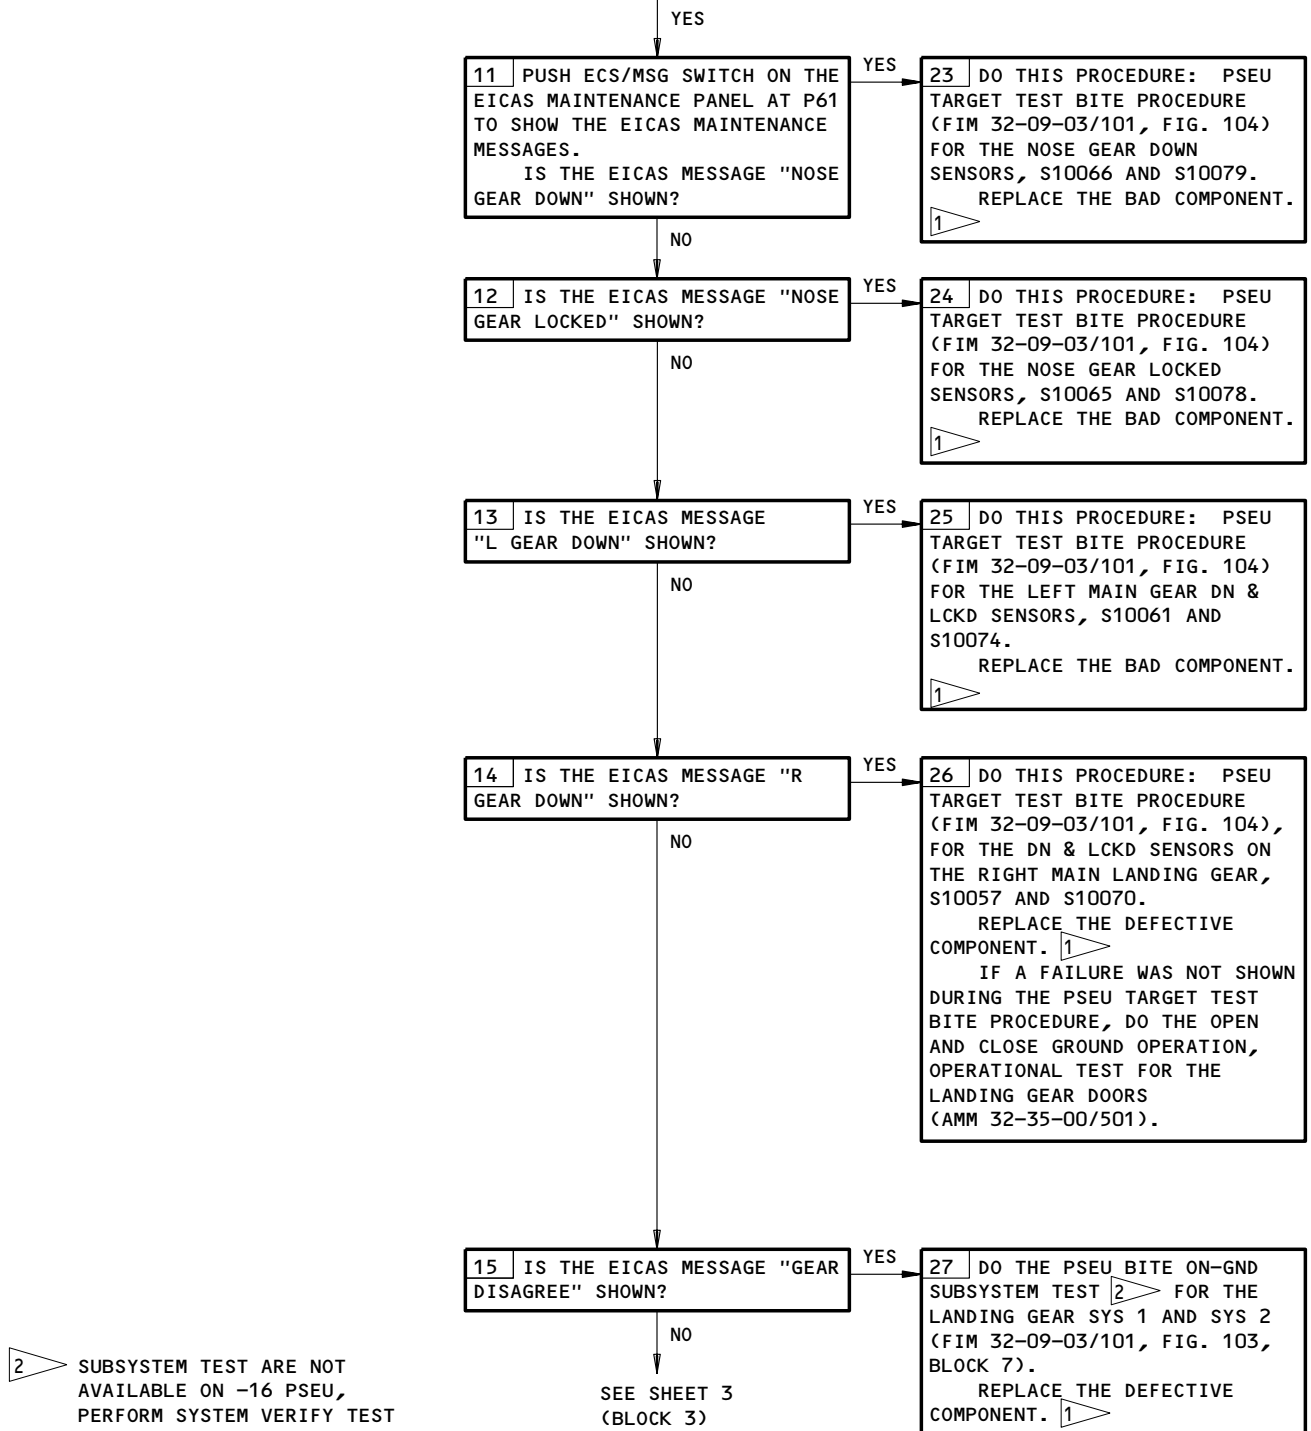 YES
11 PUSH ECS/MSG SWITCH ON THE
EICAS MAINTENANCE PANEL AT P61
TO SHOW THE EICAS MAINTENANCE
MESSAGES.
IS THE EICAS MESSAGE "NOSE
GEAR DOWN" SHOWN?
YES
23 DO THIS PROCEDURE: PSEU
TARGET TEST BITE PROCEDURE
(FIM 32-09-03/101, FIG. 104)
FOR THE NOSE GEAR DOWN
SENSORS, S10066 AND S10079.
REPLACE THE BAD COMPONENT.
1
NO
12 IS THE EICAS MESSAGE "NOSE
GEAR LOCKED" SHOWN?
YES
24 DO THIS PROCEDURE: PSEU
TARGET TEST BITE PROCEDURE
(FIM 32-09-03/101, FIG. 104)
FOR THE NOSE GEAR LOCKED
SENSORS, S10065 AND S10078.
REPLACE THE BAD COMPONENT.
1
NO
13 IS THE EICAS MESSAGE
"L GEAR DOWN" SHOWN?
YES
25 DO THIS PROCEDURE: PSEU
TARGET TEST BITE PROCEDURE
(FIM 32-09-03/101, FIG. 104)
FOR THE LEFT MAIN GEAR DN &
LCKD SENSORS, S10061 AND
S10074.
REPLACE THE BAD COMPONENT.
1
NO
14 IS THE EICAS MESSAGE "R
GEAR DOWN" SHOWN?
YES
26 DO THIS PROCEDURE: PSEU
TARGET TEST BITE PROCEDURE
(FIM 32-09-03/101, FIG. 104),
FOR THE DN & LCKD SENSORS ON
THE RIGHT MAIN LANDING GEAR,
S10057 AND S10070.
REPLACE THE DEFECTIVE
COMPONENT. 1
IF A FAILURE WAS NOT SHOWN
DURING THE PSEU TARGET TEST
BITE PROCEDURE, DO THE OPEN
AND CLOSE GROUND OPERATION,
OPERATIONAL TEST FOR THE
LANDING GEAR DOORS
(AMM 32-35-00/501).
NO
15 IS THE EICAS MESSAGE "GEAR
DISAGREE" SHOWN?
YES
27 DO THE PSEU BITE ON-GND
SUBSYSTEM TEST 2 FOR THE
LANDING GEAR SYS 1 AND SYS 2
(FIM 32-09-03/101, FIG. 103,
BLOCK 7).
REPLACE THE DEFECTIVE
COMPONENT. 1
NO
SEE SHEET 3
(BLOCK 3)
2 SUBSYSTEM TEST ARE NOT
AVAILABLE ON -16 PSEU,
PERFORM SYSTEM VERIFY TEST